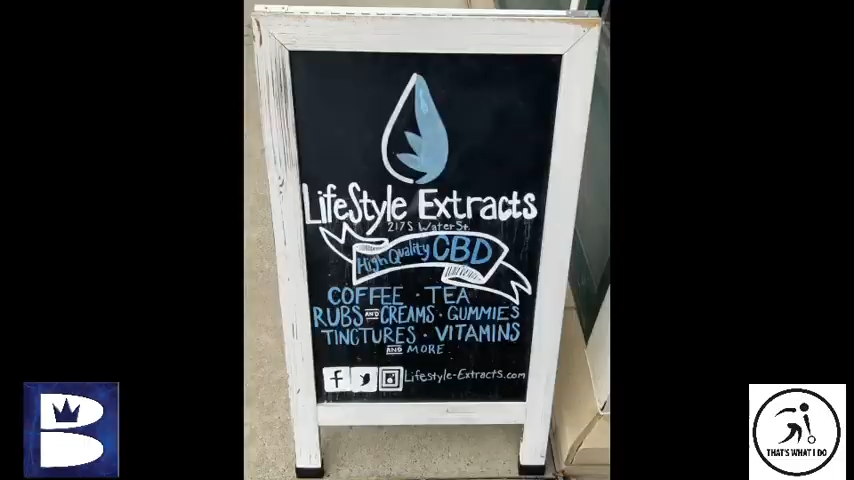 LifeStyle Extracts
217 S Water St.
High Quality CBD
COFFEE · TEA
RUBS AND CREAMS · GUMMIES
TINCTURES · VITAMINS
AND MORE
f Lifestyle-Extracts.com
B
THAT'S WHAT I DO